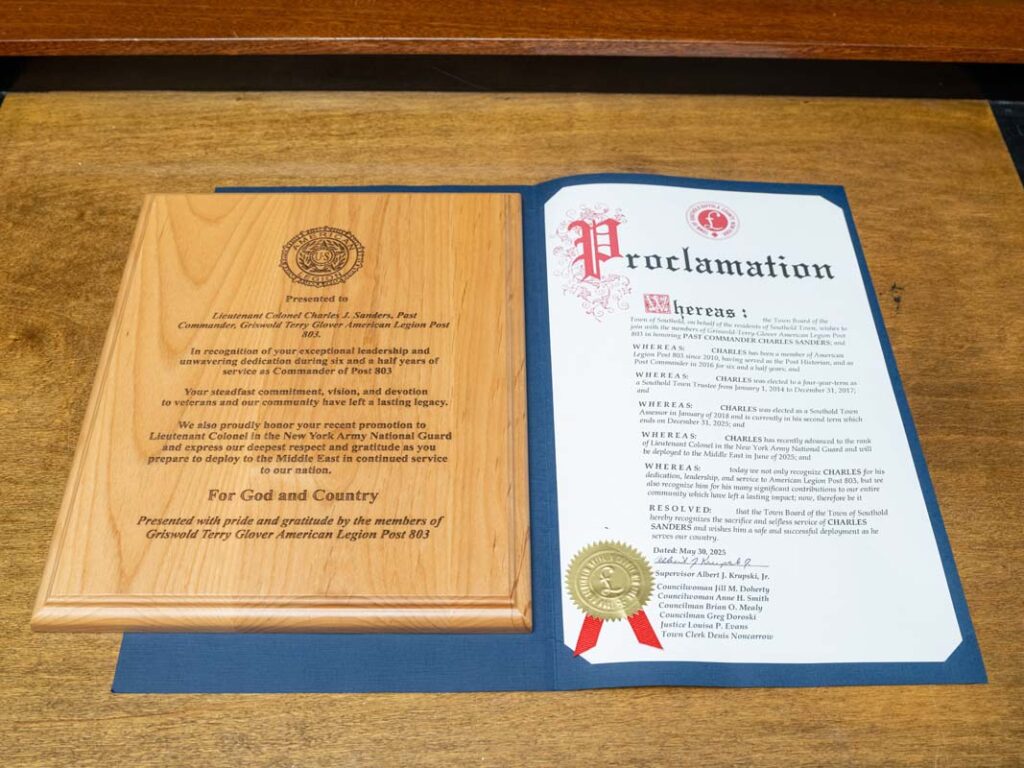 AMERICAN
U.S
LEGION
Presented to
Lieutenant Colonel Charles J. Sanders, Past
Commander, Griswold Terry Glover American Legion Post
803.
In recognition of your exceptional leadership and
unwavering dedication during six and a half years of
service as Commander of Post 803
Your steadfast commitment, vision, and devotion
to veterans and our community have left a lasting legacy.
We also proudly honor your recent promotion to
Lieutenant Colonel in the New York Army National Guard
and express our deepest respect and gratitude as you
prepare to deploy to the Middle East in continued service
to our nation.
For God and Country
Presented with pride and gratitude by the members of
Griswold Terry Glover American Legion Post 803
Proclamation
Whereas: the Town Board of the
Town of Southold, on behalf of the residents of Southold Town, wishes to
join with the members of Griswold-Terry-Glover American Legion Post
803 in honoring PAST COMMANDER CHARLES SANDERS; and
WHEREAS: CHARLES has been a member of American
Legion Post 803 since 2010, having served as the Post Historian, and as
Post Commander in 2016 for six and a half years; and
WHEREAS: CHARLES was elected to a four-year-term as
a Southold Town Trustee from January 1, 2014 to December 31, 2017;
and
WHEREAS: CHARLES was elected as a Southold Town
Assessor in January of 2018 and is currently in his second term which
ends on December 31, 2025; and
WHEREAS: CHARLES has recently advanced to the rank
of Lieutenant Colonel in the New York Army National Guard and will
be deployed to the Middle East in June of 2025; and
WHEREAS: today we not only recognize CHARLES for his
dedication, leadership, and service to American Legion Post 803, but we
also recognize him for his many significant contributions to our entire
community which have left a lasting impact; now, therefore be it
RESOLVED: that the Town Board of the Town of Southold
hereby recognizes the sacrifice and selfless service of CHARLES
SANDERS and wishes him a safe and successful deployment as he
serves our country.
Dated: May 30, 2025
Supervisor Albert J. Krupski, Jr.
Councilwoman Jill M. Doherty
Councilwoman Anne H. Smith
Councilman Brian O. Mealy
Councilman Greg Doroski
Justice Louisa P. Evans
Town Clerk Denis Noncarrow